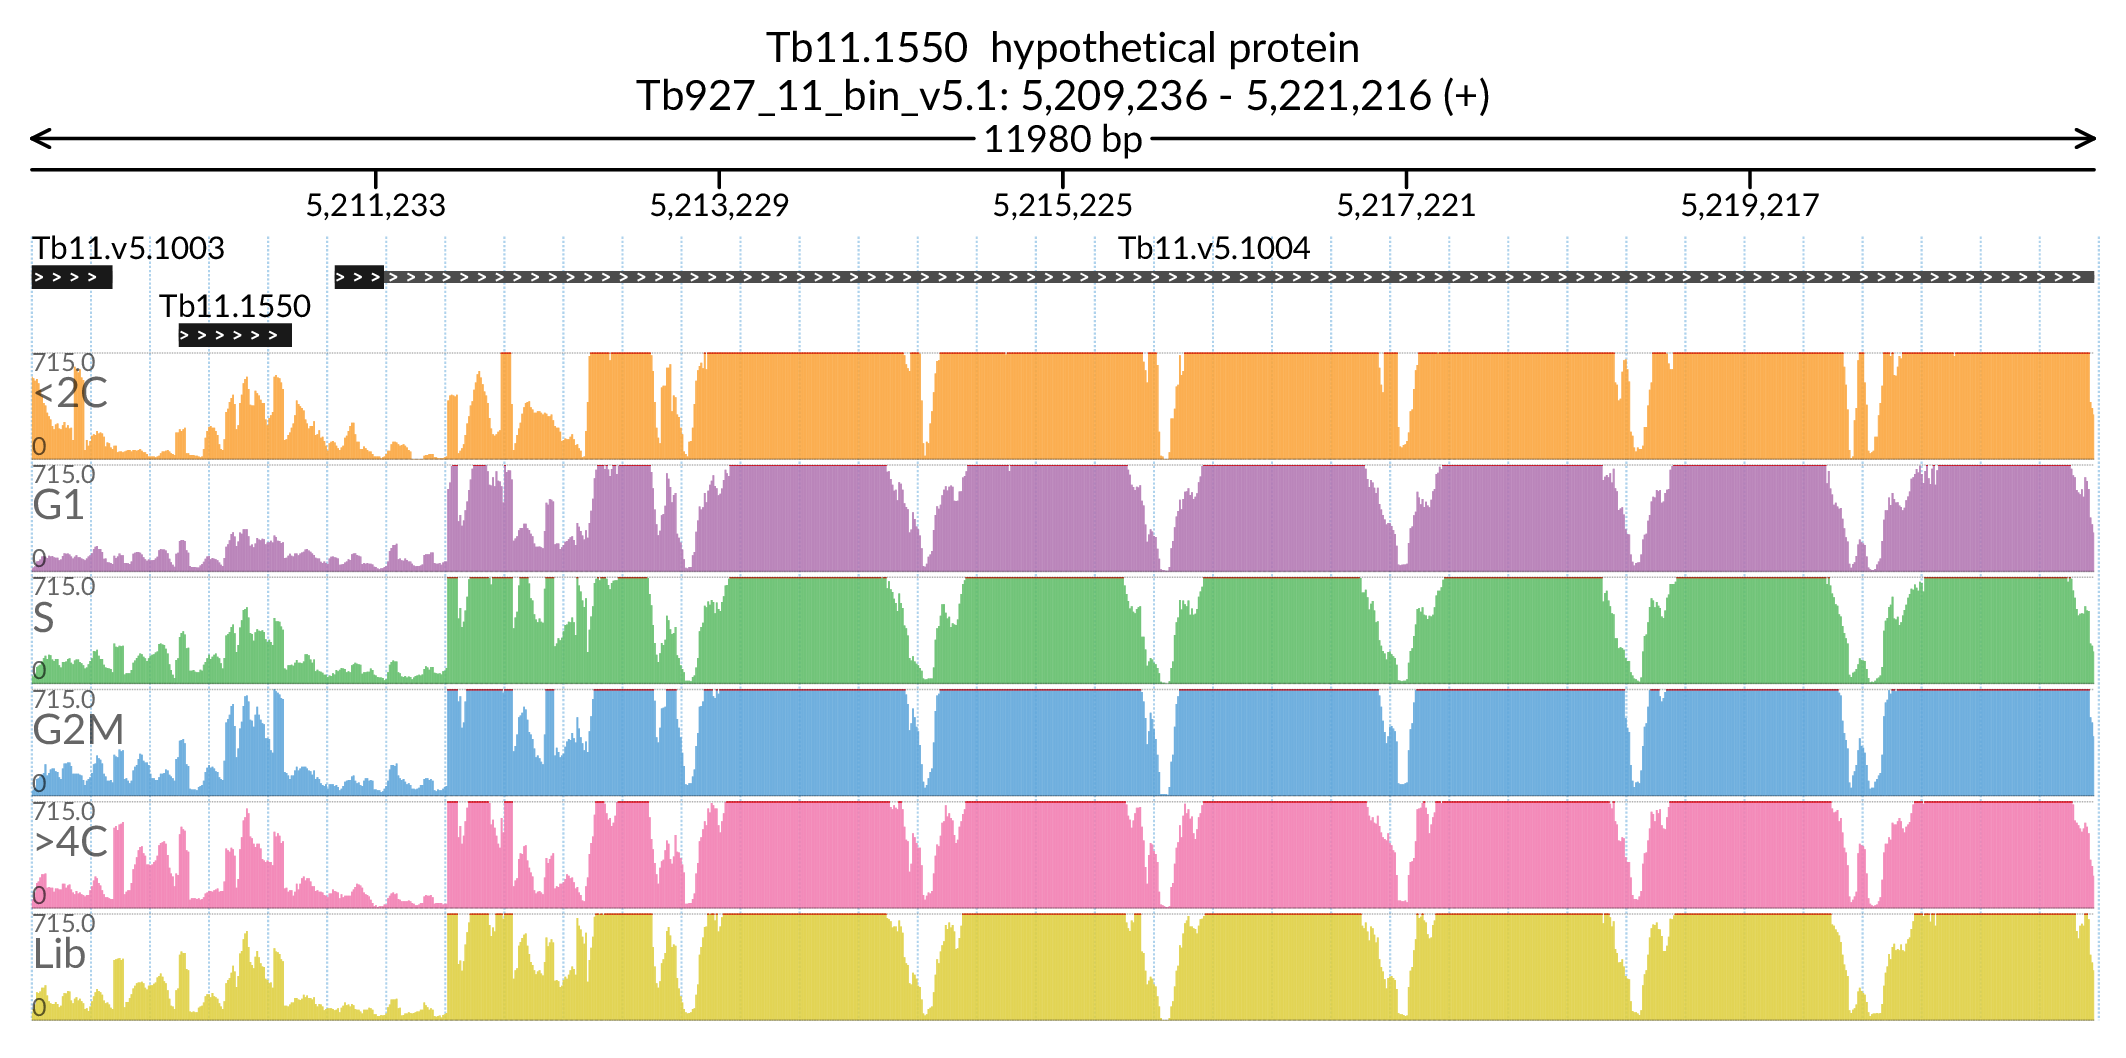 Tb11.1550  hypothetical protein
Tb927_11_bin_v5.1: 5,209,236 - 5,221,216 (+)
11980 bp
5,211,233 5,213,229 5,215,225 5,217,221 5,219,217
Tb11.v5.1003 Tb11.v5.1004
Tb11.1550
715.0
<2C
0
715.0
G1
0
715.0
S
0
715.0
G2M
0
715.0
>4C
0
715.0
Lib
0